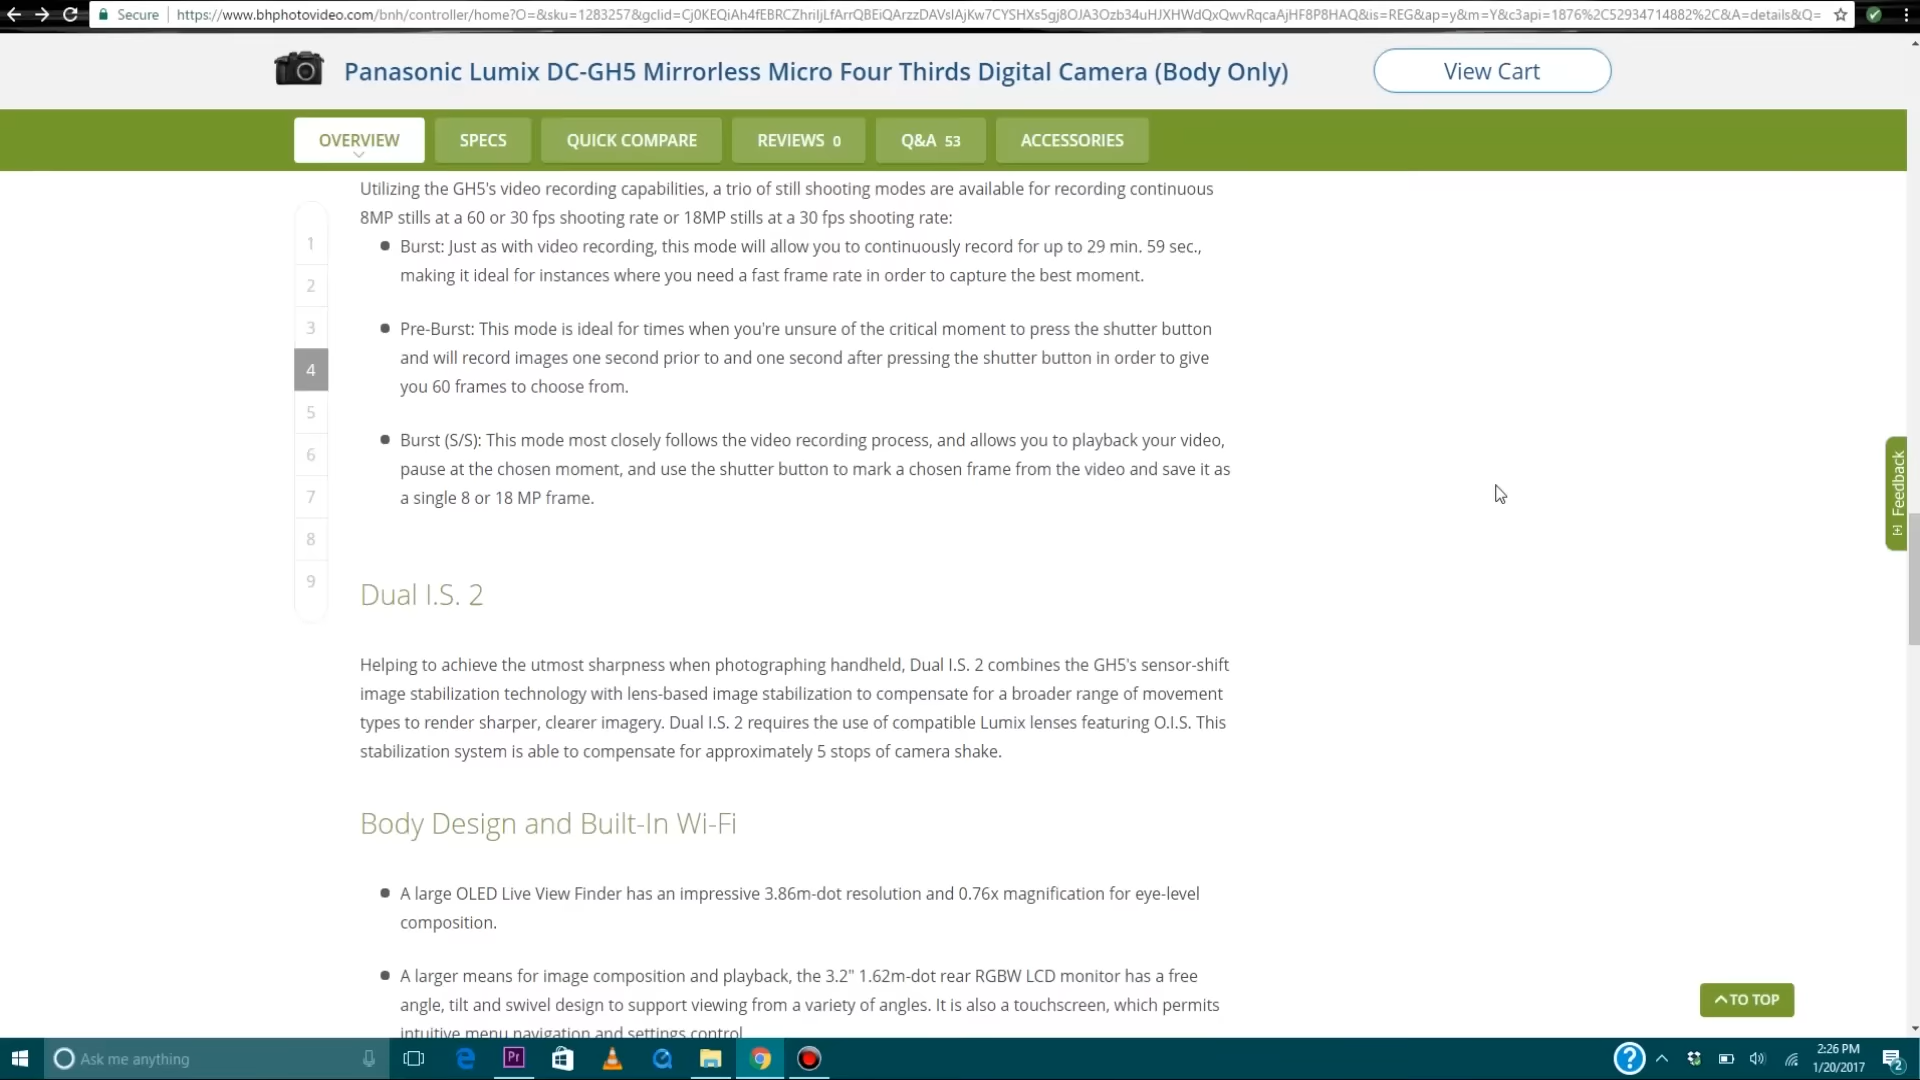 Secure
https://www.bhphotovideo.com/bnh/controller/home?O=&sku=1283257&gclid=Cj0KEQiAh4fEBRCZhriIjLfArrQBEiQArzzDAVslAjKw7CYSHXs5gj8OJA3Ozb34uHJXHWdQxQwvRqcaAjHF8P8HAQ&is=REG&ap=y&m=Y&c3api=1876%2C52934714882%2C&A=details&Q=
Panasonic Lumix DC-GH5 Mirrorless Micro Four Thirds Digital Camera (Body Only)
View Cart
OVERVIEW
SPECS
QUICK COMPARE
REVIEWS 0
Q&A 53
ACCESSORIES
1
2
3
4
5
6
7
8
9
Utilizing the GH5's video recording capabilities, a trio of still shooting modes are available for recording continuous
8MP stills at a 60 or 30 fps shooting rate or 18MP stills at a 30 fps shooting rate:
Burst: Just as with video recording, this mode will allow you to continuously record for up to 29 min. 59 sec.,
making it ideal for instances where you need a fast frame rate in order to capture the best moment.
Pre-Burst: This mode is ideal for times when you're unsure of the critical moment to press the shutter button
and will record images one second prior to and one second after pressing the shutter button in order to give
you 60 frames to choose from.
Burst (S/S): This mode most closely follows the video recording process, and allows you to playback your video,
pause at the chosen moment, and use the shutter button to mark a chosen frame from the video and save it as
a single 8 or 18 MP frame.
Dual I.S. 2
Helping to achieve the utmost sharpness when photographing handheld, Dual I.S. 2 combines the GH5's sensor-shift
image stabilization technology with lens-based image stabilization to compensate for a broader range of movement
types to render sharper, clearer imagery. Dual I.S. 2 requires the use of compatible Lumix lenses featuring O.I.S. This
stabilization system is able to compensate for approximately 5 stops of camera shake.
Body Design and Built-In Wi-Fi
A large OLED Live View Finder has an impressive 3.86m-dot resolution and 0.76x magnification for eye-level
composition.
A larger means for image composition and playback, the 3.2" 1.62m-dot rear RGBW LCD monitor has a free
angle, tilt and swivel design to support viewing from a variety of angles. It is also a touchscreen, which permits
intuitive menu navigation and settings control
[+] Feedback
TO TOP
Ask me anything
Pr
2:26 PM
1/20/2017
2